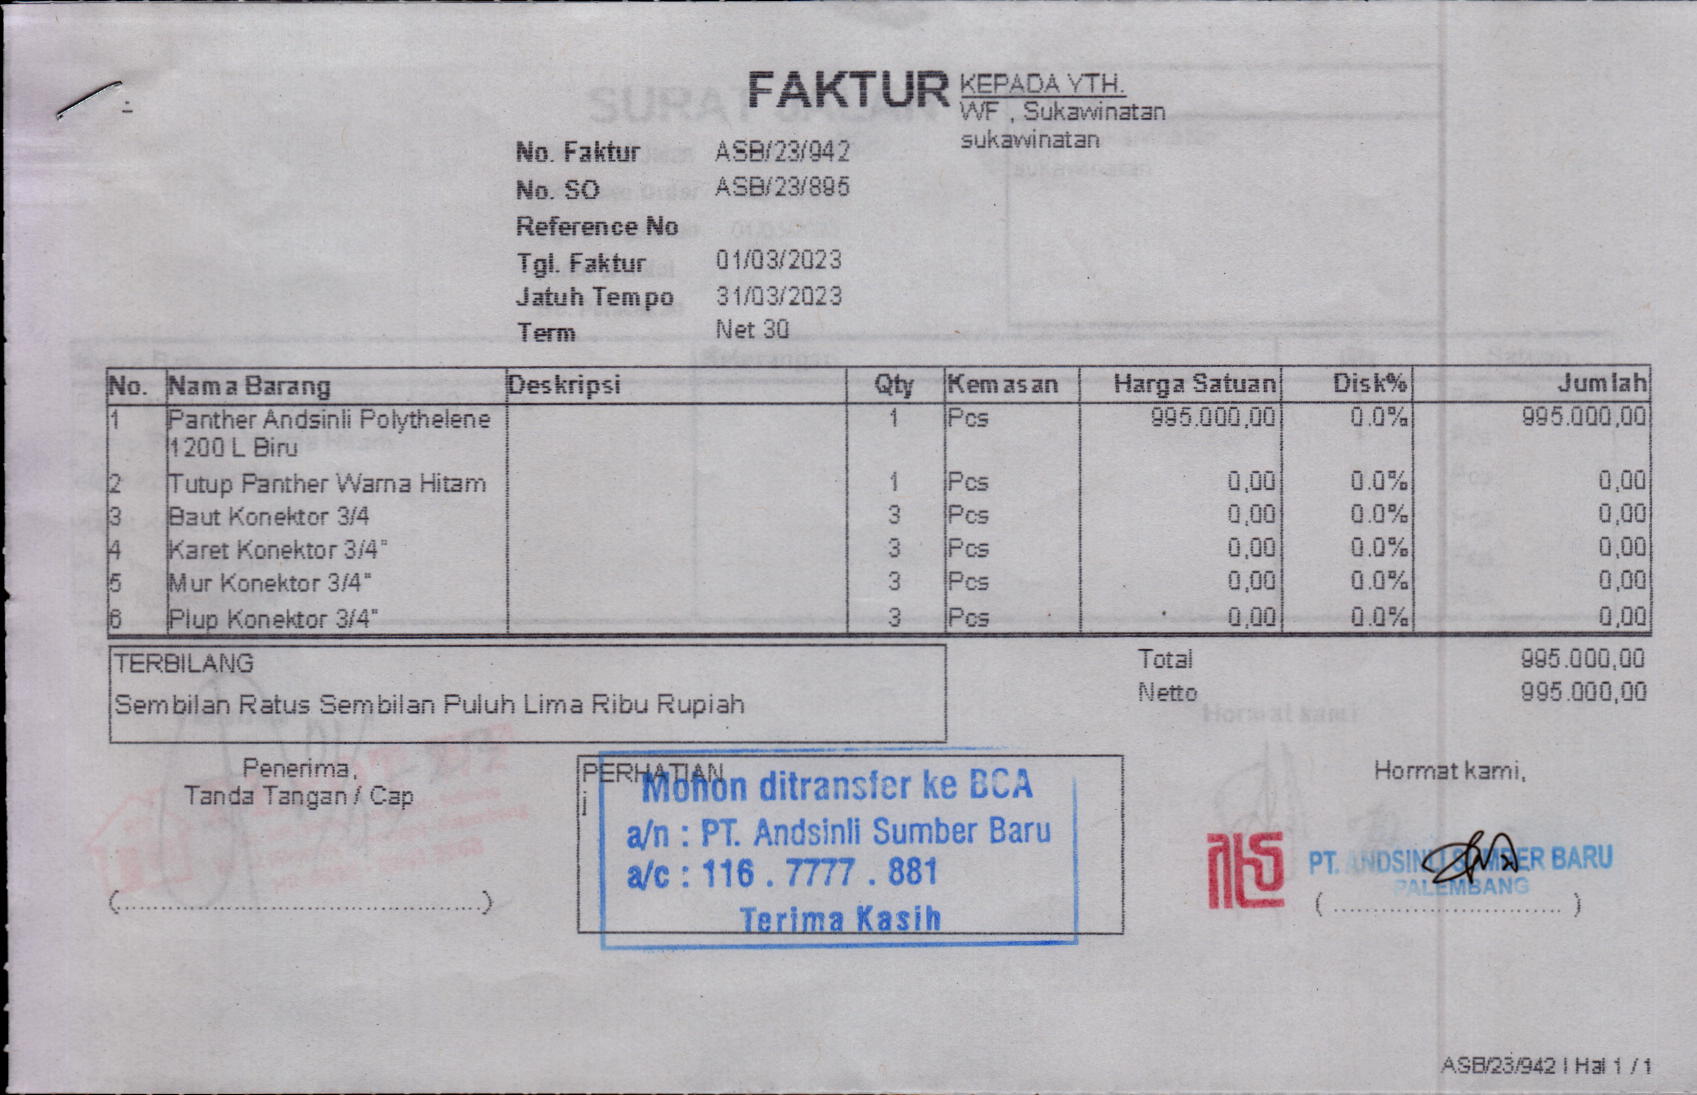 FAKTUR
KEPADA YTH.
WF , Sukawinatan
sukawinatan
No. Faktur ASB/23/942
No. SO ASB/23/895
Reference No
Tgl. Faktur 01/03/2023
Jatuh Tempo 31/03/2023
Term Net 30
No. Nama Barang Deskripsi Qty Kemasan Harga Satuan Disk% Jumlah
1 Panther Andsinli Polythelene 1 Pcs 995.000,00 0.0% 995.000,00
1200 L Biru
2 Tutup Panther Warna Hitam 1 Pcs 0,00 0.0% 0,00
3 Baut Konektor 3/4 3 Pcs 0,00 0.0% 0,00
4 Karet Konektor 3/4" 3 Pcs 0,00 0.0% 0,00
5 Mur Konektor 3/4" 3 Pcs 0,00 0.0% 0,00
6 Plup Konektor 3/4" 3 Pcs 0,00 0.0% 0,00
TERBILANG
Sembilan Ratus Sembilan Puluh Lima Ribu Rupiah
Total 995.000,00
Netto 995.000,00
Penerima,
Tanda Tangan / Cap
(..............................................)
PERHATIAN
j
Mohon ditransfer ke BCA
a/n : PT. Andsinli Sumber Baru
a/c : 116 . 7777 . 881
Terima Kasih
Hormat kami,
PT. ANDSINLI SUMBER BARU
PALEMBANG
( ............................. )
ASB/23/942 | Hal 1 / 1